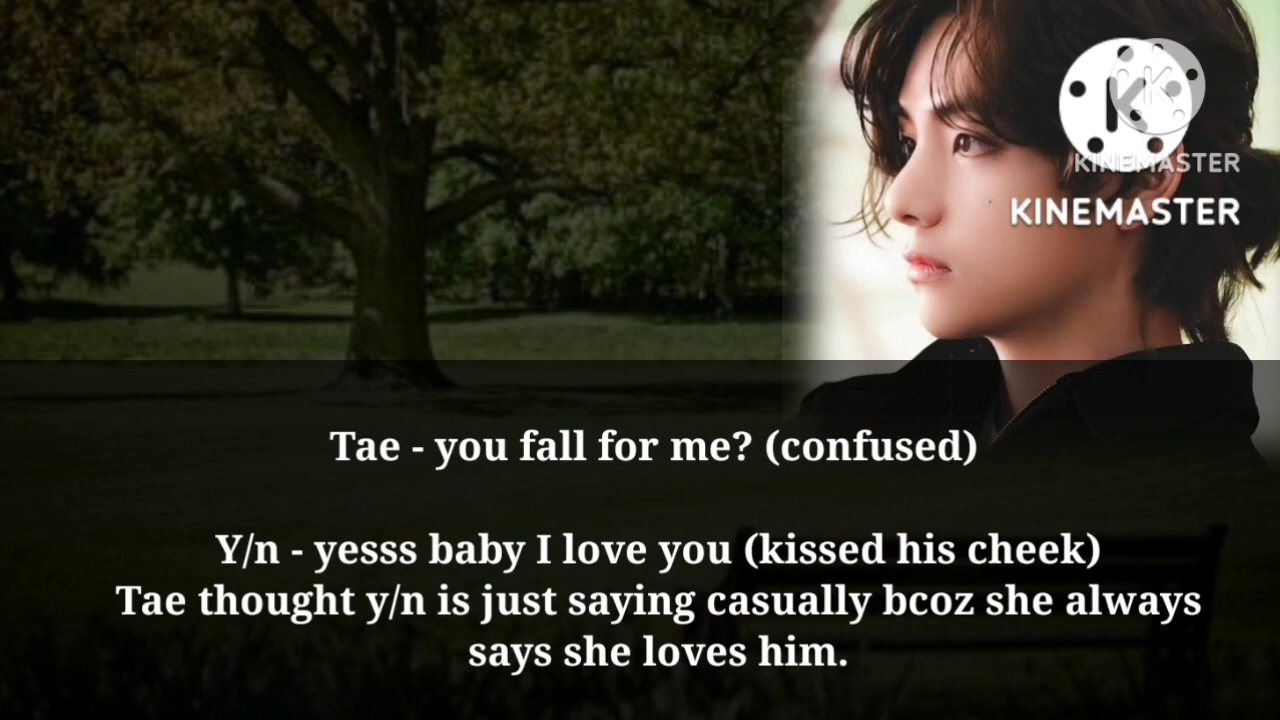 KINEMASTER
KINEMASTER
Tae - you fall for me? (confused)
Y/n - yesss baby I love you (kissed his cheek)
Tae thought y/n is just saying casually bcoz she always
says she loves him.